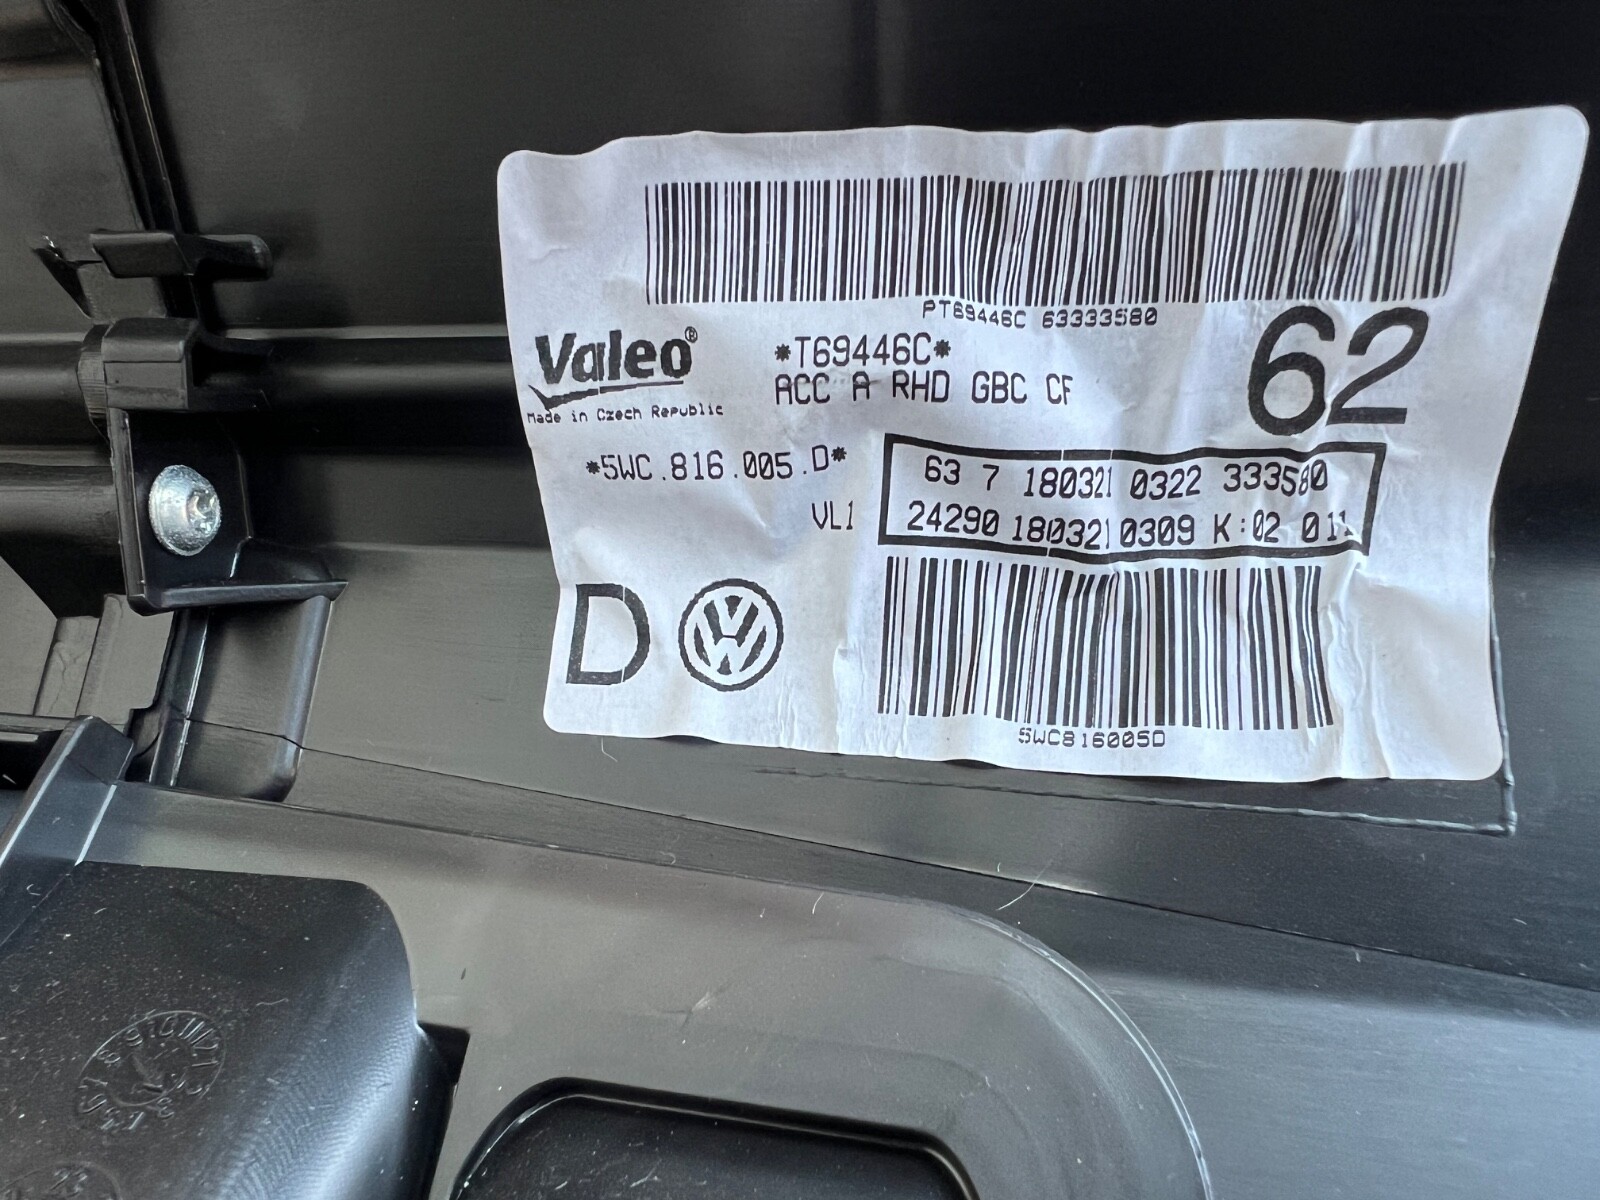 PT69446C 63333580
Valeo®
Made in Czech Republic
*T69446C*
ACC A RHD GBC CF
62
*5WC.816.005.D*
63 7 180321 0322 333580
VL1
24290 180321 0309 K:02 011
D
VW
5WC816005D